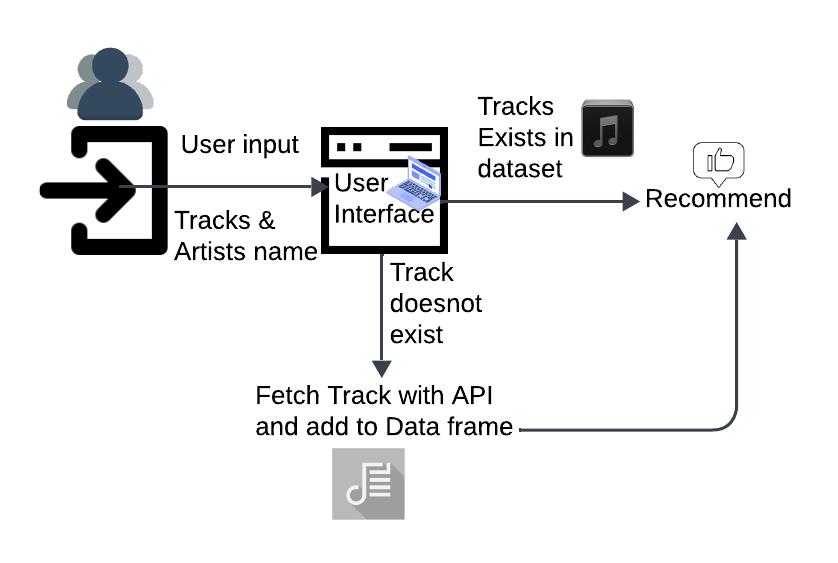 User input
Tracks &
Artists name
User
Interface
Tracks
Exists in
dataset
Recommend
Track
doesnot
exist
Fetch Track with API
and add to Data frame